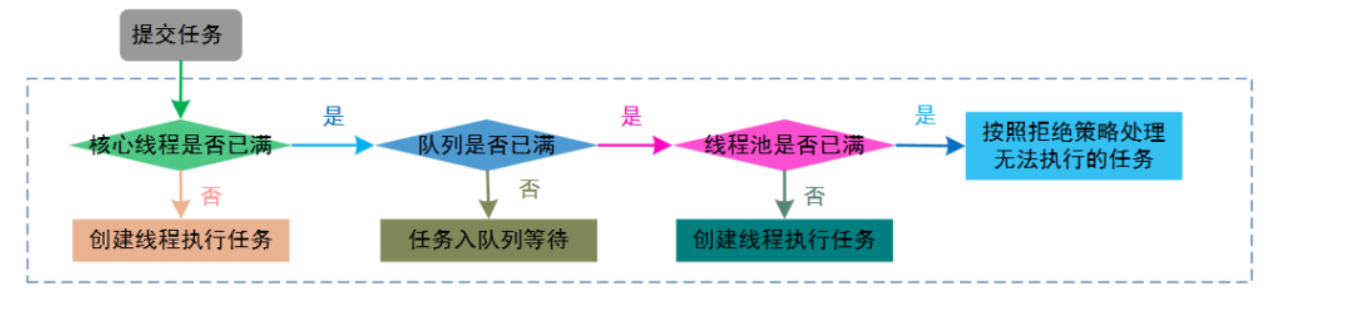 提交任务
核心线程是否已满
是
队列是否已满
是
线程池是否已满
是
按照拒绝策略处理
无法执行的任务
否
创建线程执行任务
否
任务入队列等待
否
创建线程执行任务